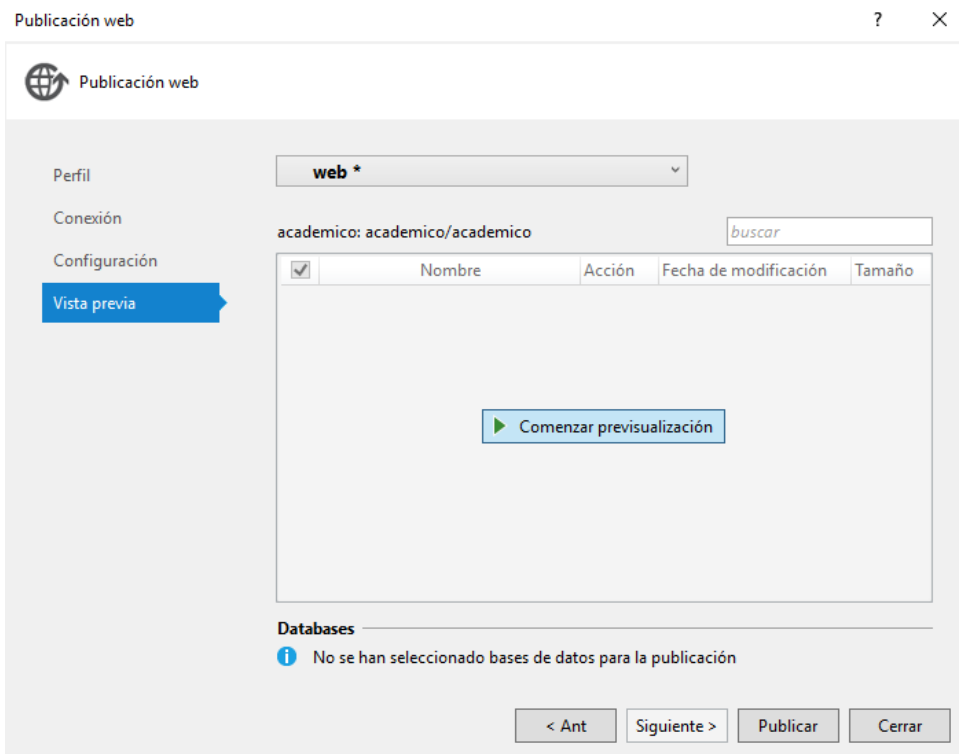 Publicación web
?
Publicación web
Perfil
Conexión
Configuración
Vista previa
web *
academico: academico/academico
buscar
Nombre Acción Fecha de modificación Tamaño
Comenzar previsualización
Databases
No se han seleccionado bases de datos para la publicación
< Ant Siguiente > Publicar Cerrar